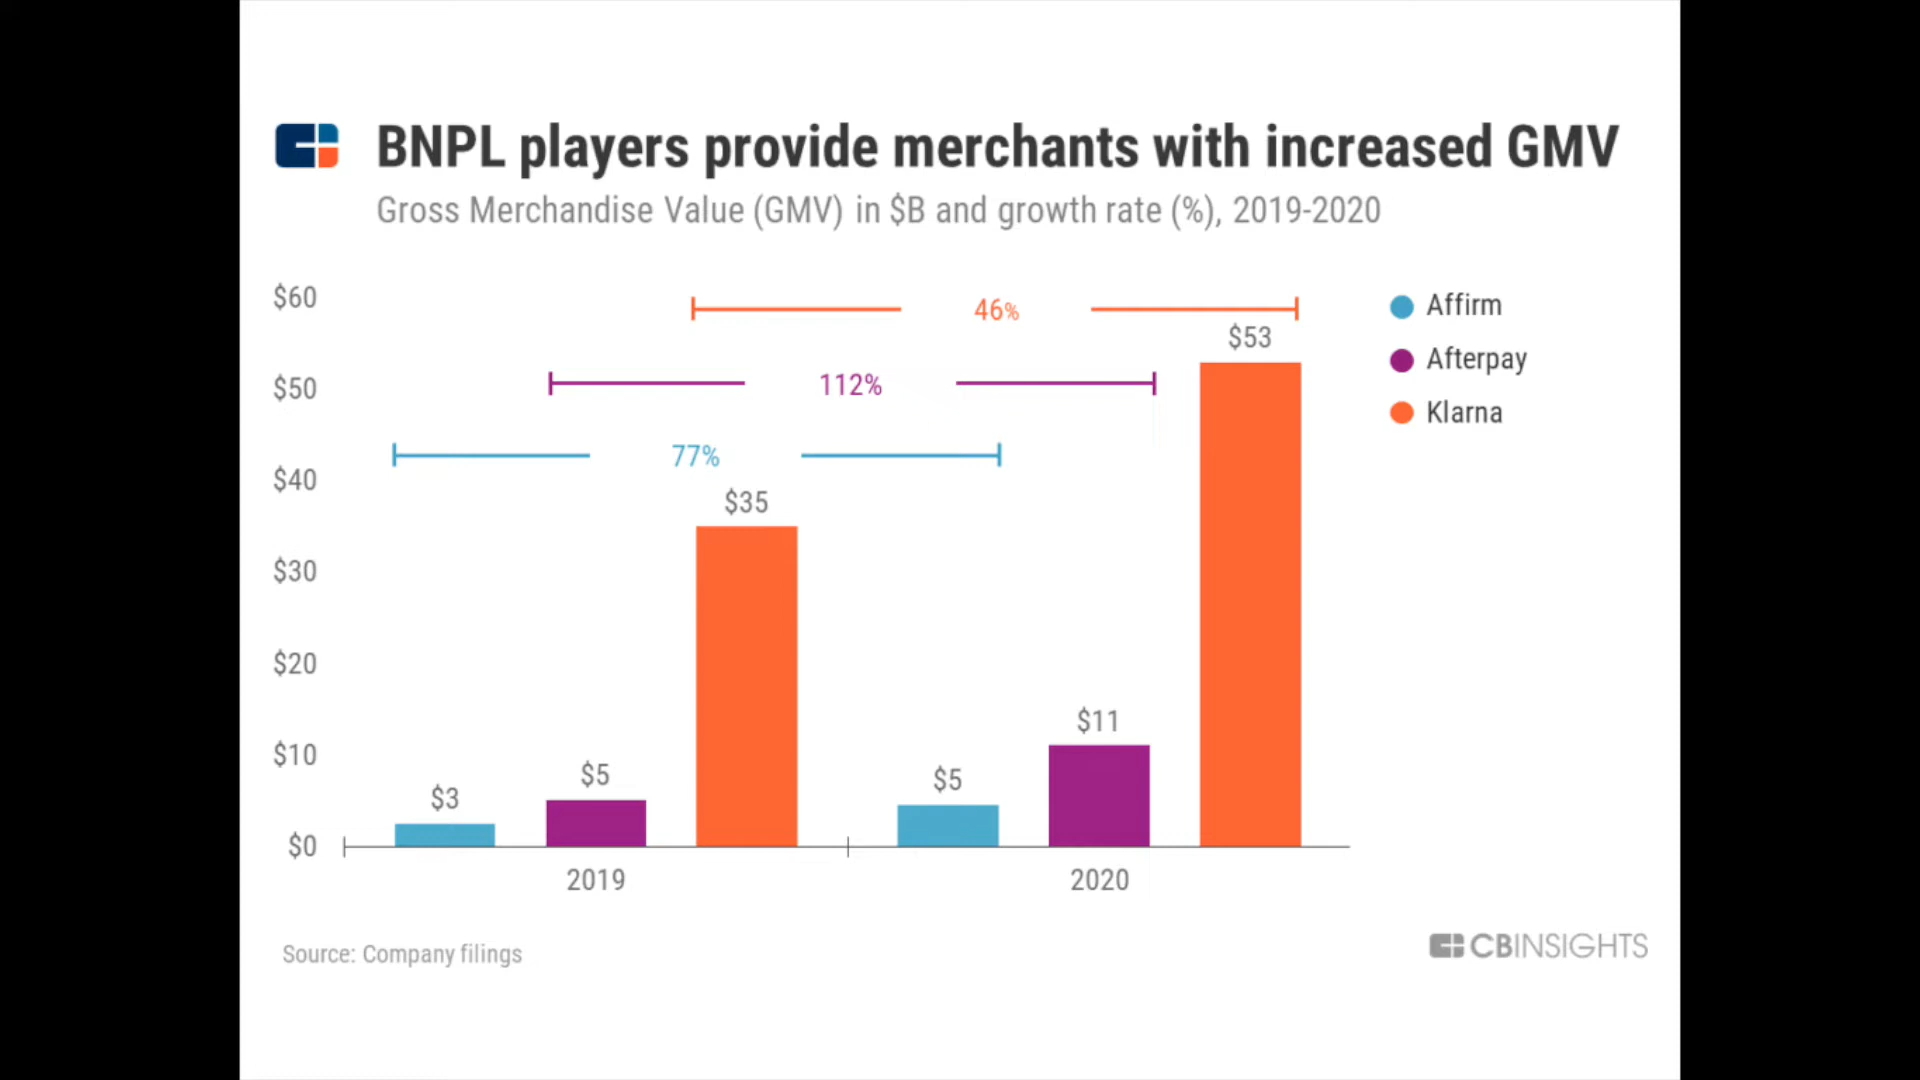 BNPL players provide merchants with increased GMV
Gross Merchandise Value (GMV) in $B and growth rate (%), 2019-2020
$60
$50
$40
$30
$20
$10
$0
46%
112%
77%
$3
$5
$35
$5
$11
$53
2019
2020
Affirm
Afterpay
Klarna
Source: Company filings
CBINSIGHTS